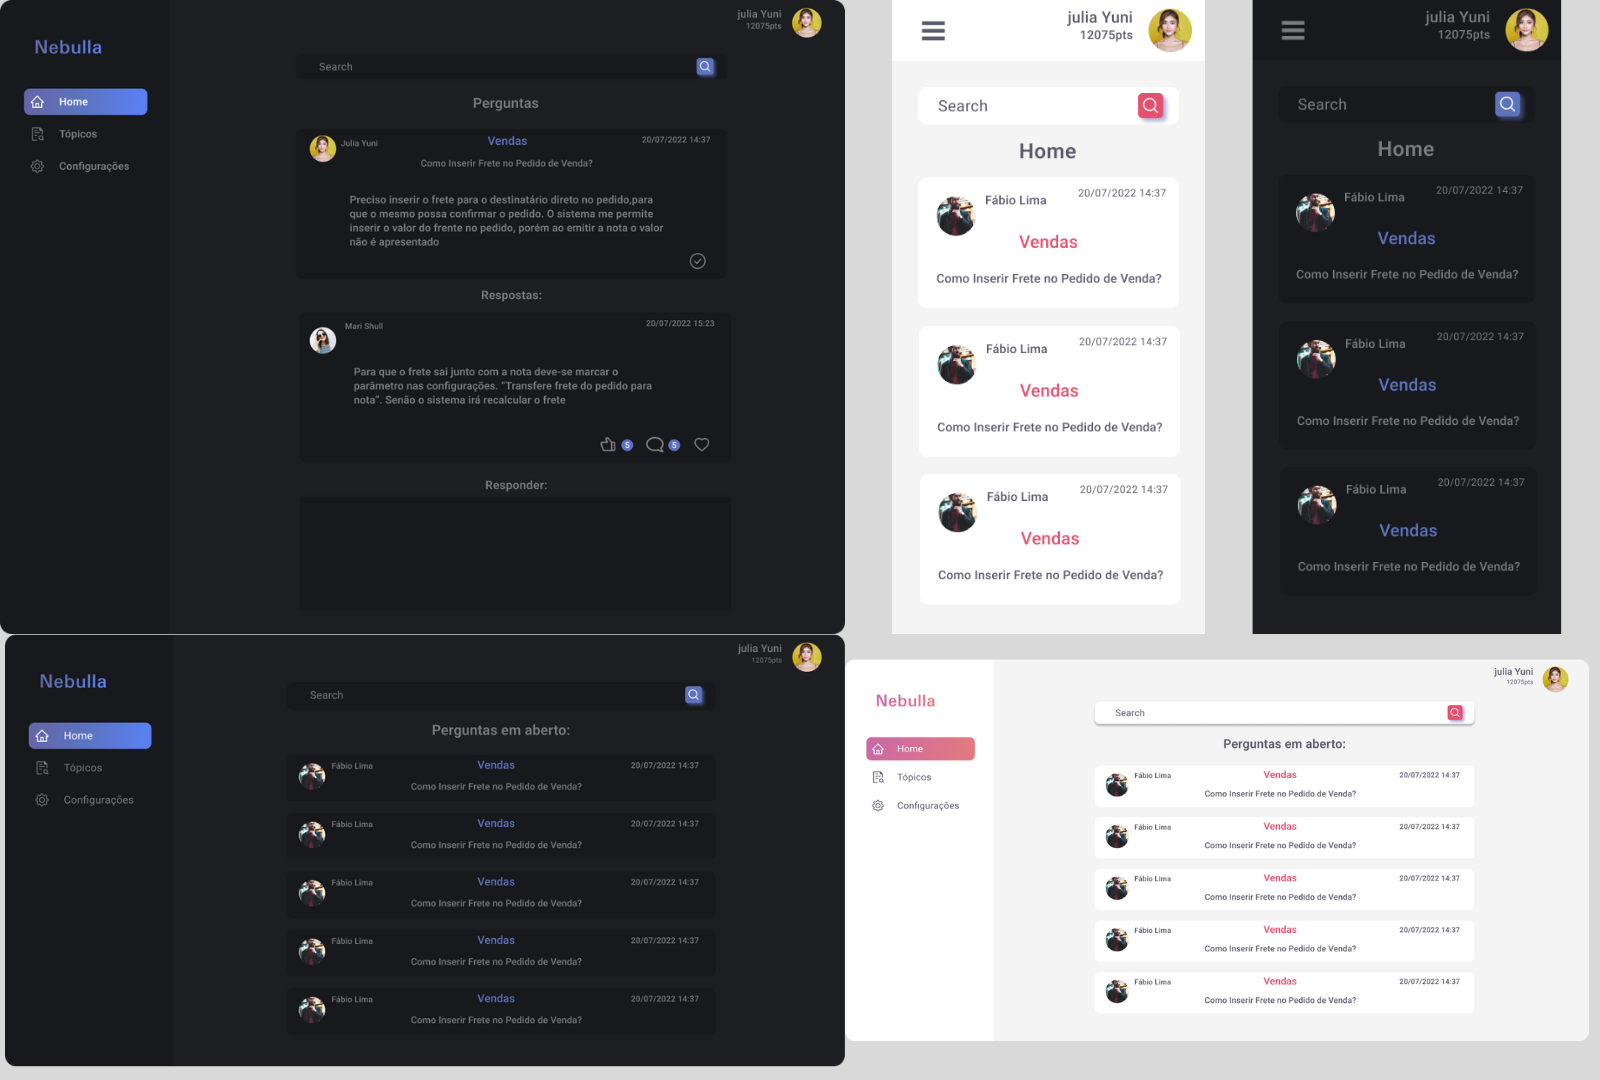 julia Yuni
12075pts
Nebulla
Search
Home
Tópicos
Configurações
Perguntas
Julia Yuni
Vendas
20/07/2022 14:37
Como Inserir Frete no Pedido de Venda?
Preciso inserir o frete para o destinatário direto no pedido,para
que o mesmo possa confirmar o pedido. O sistema me permite
inserir o valor do frente no pedido, porém ao emitir a nota o valor
não é apresentado
Respostas:
Mari Shull
20/07/2022 15:23
Para que o frete sai junto com a nota deve-se marcar o
parâmetro nas configurações. "Transfere frete do pedido para
nota". Senão o sistema irá recalcular o frete
5
5
Responder:
julia Yuni
12075pts
Search
Home
Fábio Lima
20/07/2022 14:37
Vendas
Como Inserir Frete no Pedido de Venda?
Fábio Lima
20/07/2022 14:37
Vendas
Como Inserir Frete no Pedido de Venda?
Fábio Lima
20/07/2022 14:37
Vendas
Como Inserir Frete no Pedido de Venda?
julia Yuni
12075pts
Search
Home
Fábio Lima
20/07/2022 14:37
Vendas
Como Inserir Frete no Pedido de Venda?
Fábio Lima
20/07/2022 14:37
Vendas
Como Inserir Frete no Pedido de Venda?
Fábio Lima
20/07/2022 14:37
Vendas
Como Inserir Frete no Pedido de Venda?
julia Yuni
12075pts
Nebulla
Search
Home
Tópicos
Configurações
Perguntas em aberto:
Fábio Lima
Vendas
20/07/2022 14:37
Como Inserir Frete no Pedido de Venda?
Fábio Lima
Vendas
20/07/2022 14:37
Como Inserir Frete no Pedido de Venda?
Fábio Lima
Vendas
20/07/2022 14:37
Como Inserir Frete no Pedido de Venda?
Fábio Lima
Vendas
20/07/2022 14:37
Como Inserir Frete no Pedido de Venda?
Fábio Lima
Vendas
20/07/2022 14:37
Como Inserir Frete no Pedido de Venda?
julia Yuni
12075pts
Nebulla
Search
Home
Tópicos
Configurações
Perguntas em aberto:
Fábio Lima
Vendas
20/07/2022 14:37
Como Inserir Frete no Pedido de Venda?
Fábio Lima
Vendas
20/07/2022 14:37
Como Inserir Frete no Pedido de Venda?
Fábio Lima
Vendas
20/07/2022 14:37
Como Inserir Frete no Pedido de Venda?
Fábio Lima
Vendas
20/07/2022 14:37
Como Inserir Frete no Pedido de Venda?
Fábio Lima
Vendas
20/07/2022 14:37
Como Inserir Frete no Pedido de Venda?